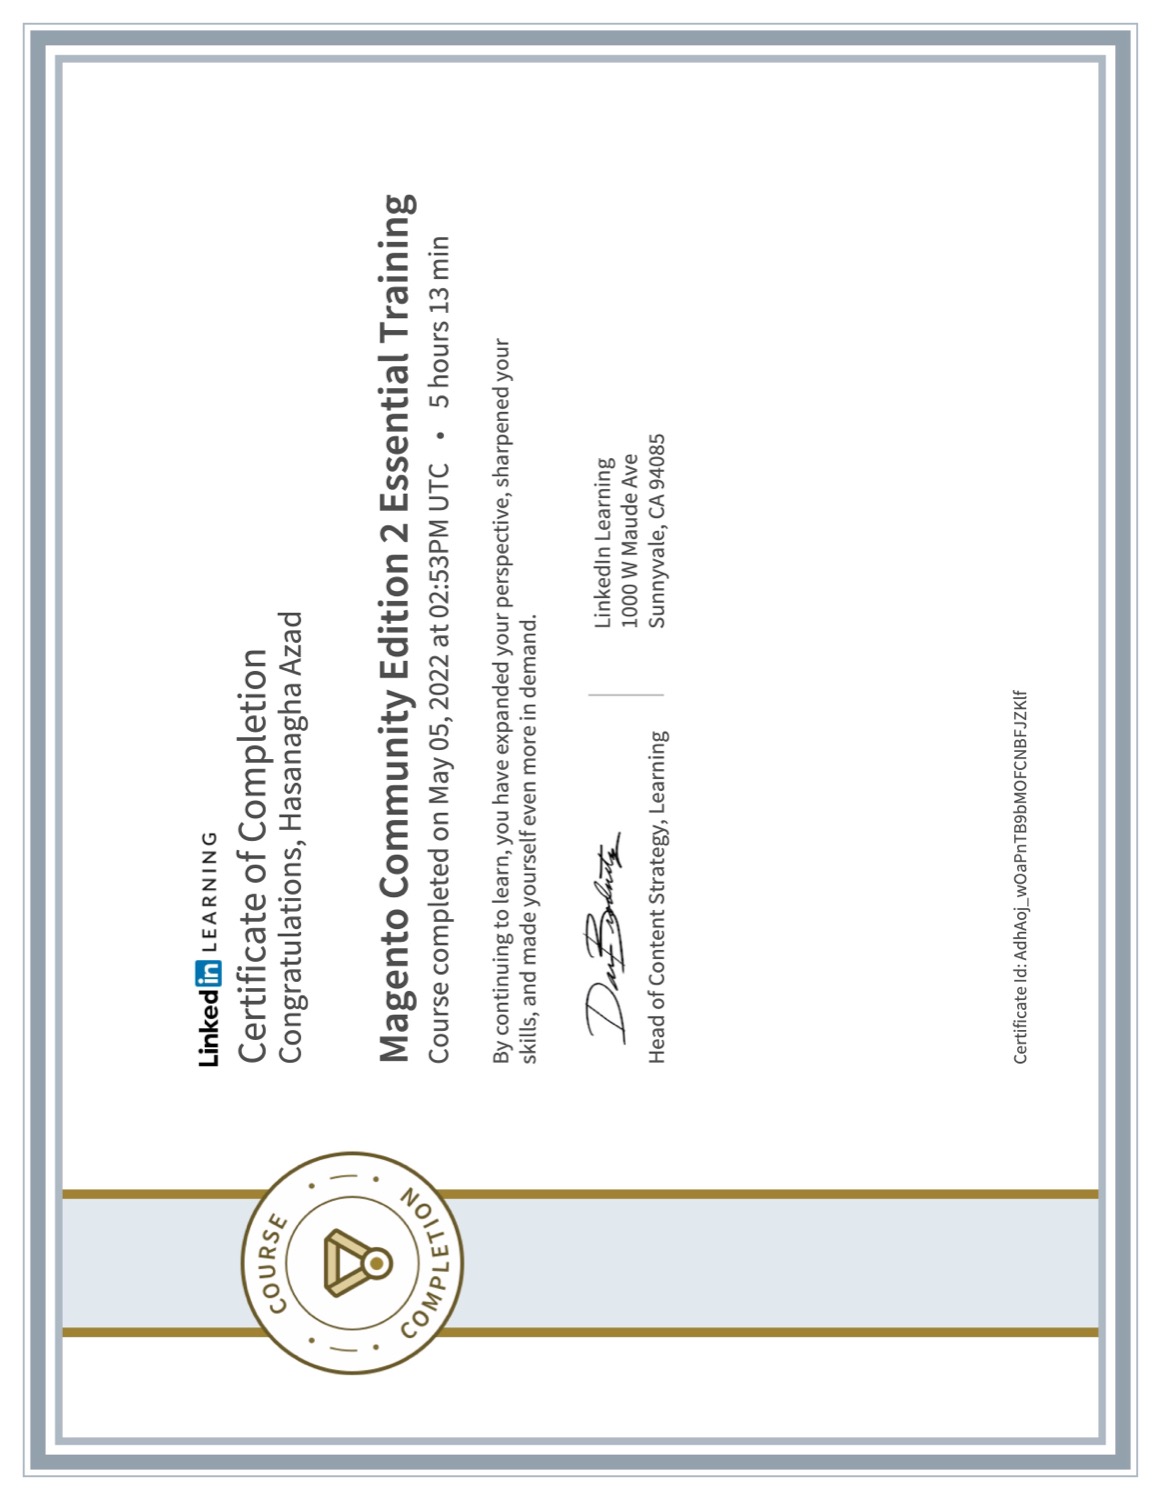 COURSE
COMPLETION
Linked in LEARNING
Certificate of Completion
Congratulations, Hasanagha Azad
Magento Community Edition 2 Essential Training
Course completed on May 05, 2022 at 02:53PM UTC • 5 hours 13 min
By continuing to learn, you have expanded your perspective, sharpened your
skills, and made yourself even more in demand.
Head of Content Strategy, Learning
LinkedIn Learning
1000 W Maude Ave
Sunnyvale, CA 94085
Certificate Id: AdhAoj_wOaPnTB9bMOFCNBFJZKlf